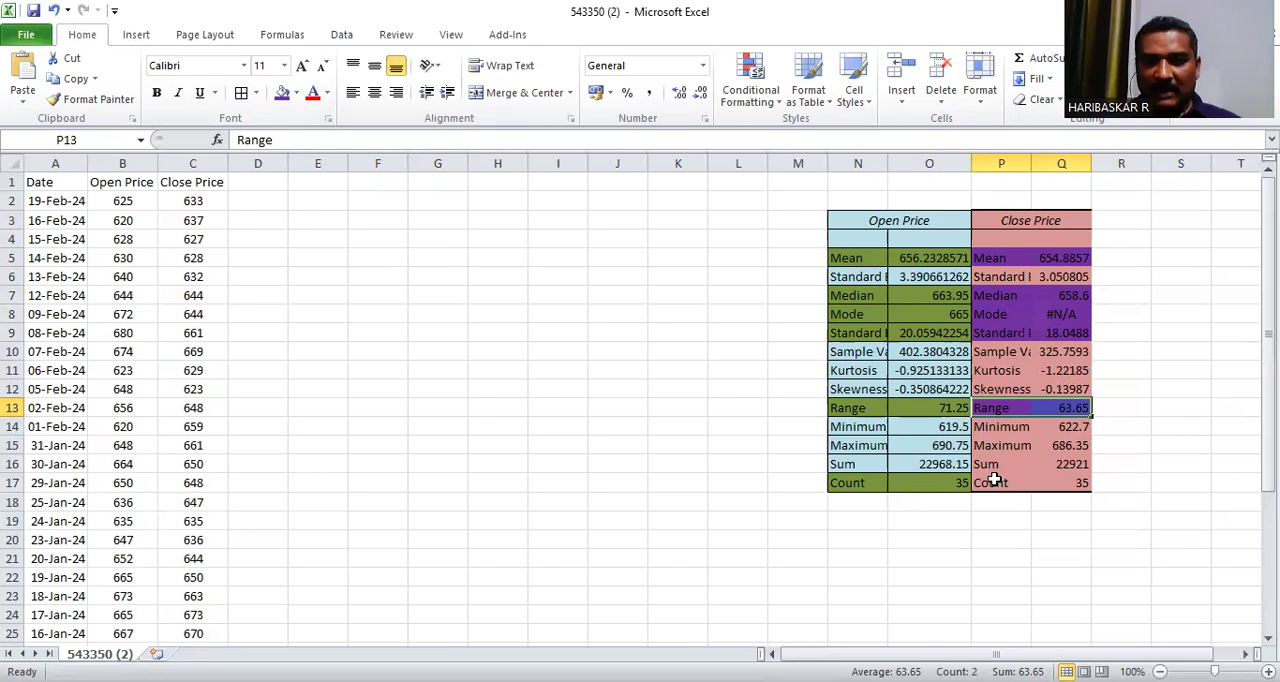 543350 (2) - Microsoft Excel
File Home Insert Page Layout Formulas Data Review View Add-Ins
Cut
Copy
Format Painter
Paste
Clipboard
Calibri 11
B I U A
Font
Wrap Text
Merge & Center
Alignment
General
% ,
Number
Conditional Formatting
Format as Table
Cell Styles
Styles
Insert Delete Format
Cells
Σ AutoSu
Fill
Clear
HARIBASKAR R
P13 fx Range
A B C D E F G H I J K L M N O P Q R S T
1 Date Open Price Close Price
2 19-Feb-24 625 633
3 16-Feb-24 620 637 Open Price Close Price
4 15-Feb-24 628 627
5 14-Feb-24 630 628 Mean 656.2328571 Mean 654.8857
6 13-Feb-24 640 632 Standard 3.390661262 Standard 3.050805
7 12-Feb-24 644 644 Median 663.95 Median 658.6
8 09-Feb-24 672 644 Mode 665 Mode #N/A
9 08-Feb-24 680 661 Standard 20.05942254 Standard 18.0488
10 07-Feb-24 674 669 Sample Va 402.3804328 Sample Va 325.7593
11 06-Feb-24 623 629 Kurtosis -0.925133133 Kurtosis -1.22185
12 05-Feb-24 648 623 Skewness -0.350864222 Skewness -0.13987
13 02-Feb-24 656 648 Range 71.25 Range 63.65
14 01-Feb-24 620 659 Minimum 619.5 Minimum 622.7
15 31-Jan-24 648 661 Maximum 690.75 Maximum 686.35
16 30-Jan-24 664 650 Sum 22968.15 Sum 22921
17 29-Jan-24 650 648 Count 35 Count 35
18 25-Jan-24 636 647
19 24-Jan-24 635 635
20 23-Jan-24 647 636
21 20-Jan-24 652 644
22 19-Jan-24 665 650
23 18-Jan-24 673 663
24 17-Jan-24 665 673
25 16-Jan-24 667 670
543350 (2)
Ready Average: 63.65 Count: 2 Sum: 63.65 100%